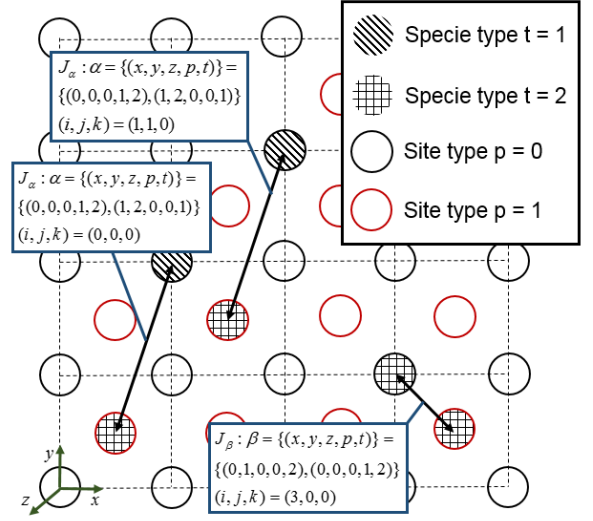 Specie type t = 1
Specie type t = 2
Site type p = 0
Site type p = 1
J_α : α = {(x, y, z, p, t)} =
{(0,0,0,1,2),(1,2,0,0,1)}
(i, j, k) = (1,1,0)
J_α : α = {(x, y, z, p, t)} =
{(0,0,0,1,2),(1,2,0,0,1)}
(i, j, k) = (0,0,0)
J_β : β = {(x, y, z, p, t)} =
{(0,1,0,0,2),(0,0,0,1,2)}
(i, j, k) = (3,0,0)
y
z
x